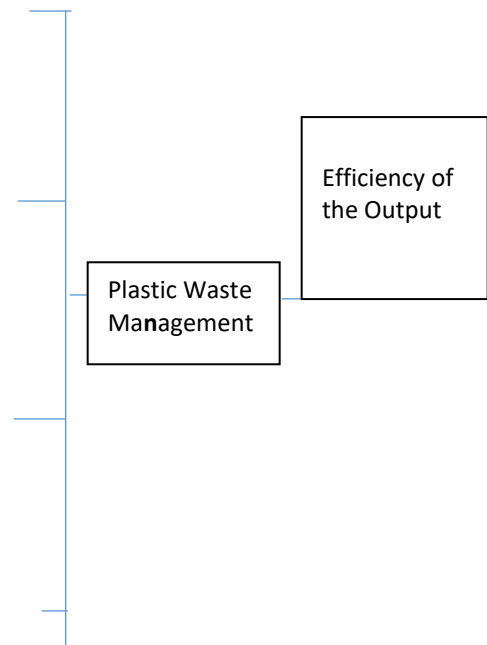 Efficiency of
the Output
Plastic Waste
Management